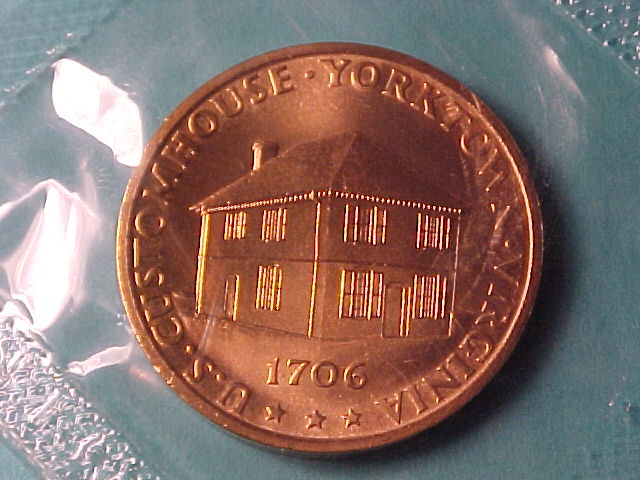 U.S. CUSTOMHOUSE · YORKTOWN · VIRGINIA
1706